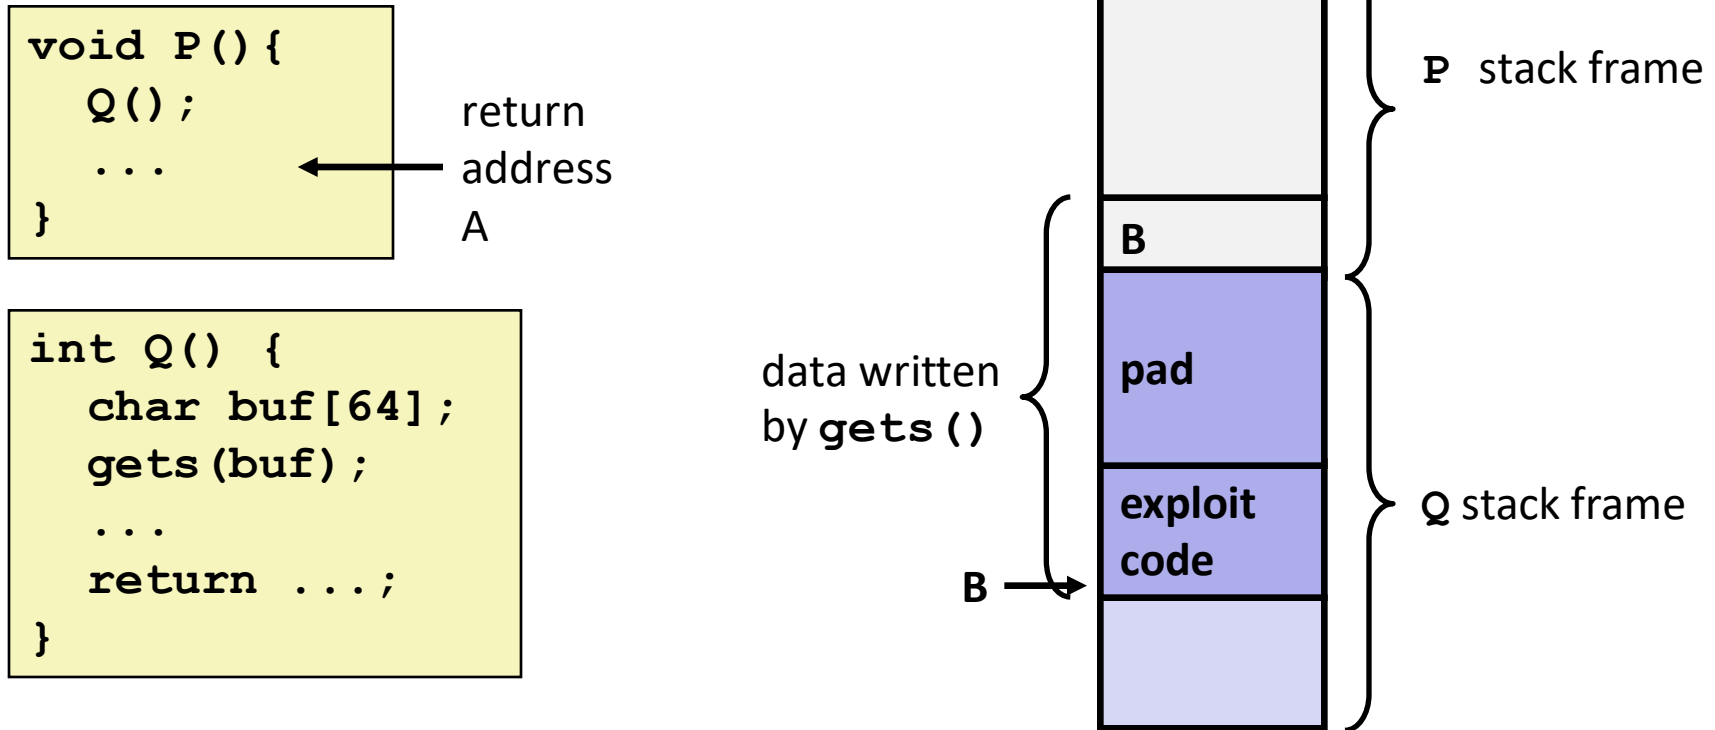 void P(){
Q();
...
}
return
address
A
int Q() {
char buf[64];
gets(buf);
...
return ...;
}
data written
by gets()
B
B
pad
exploit
code
P stack frame
Q stack frame